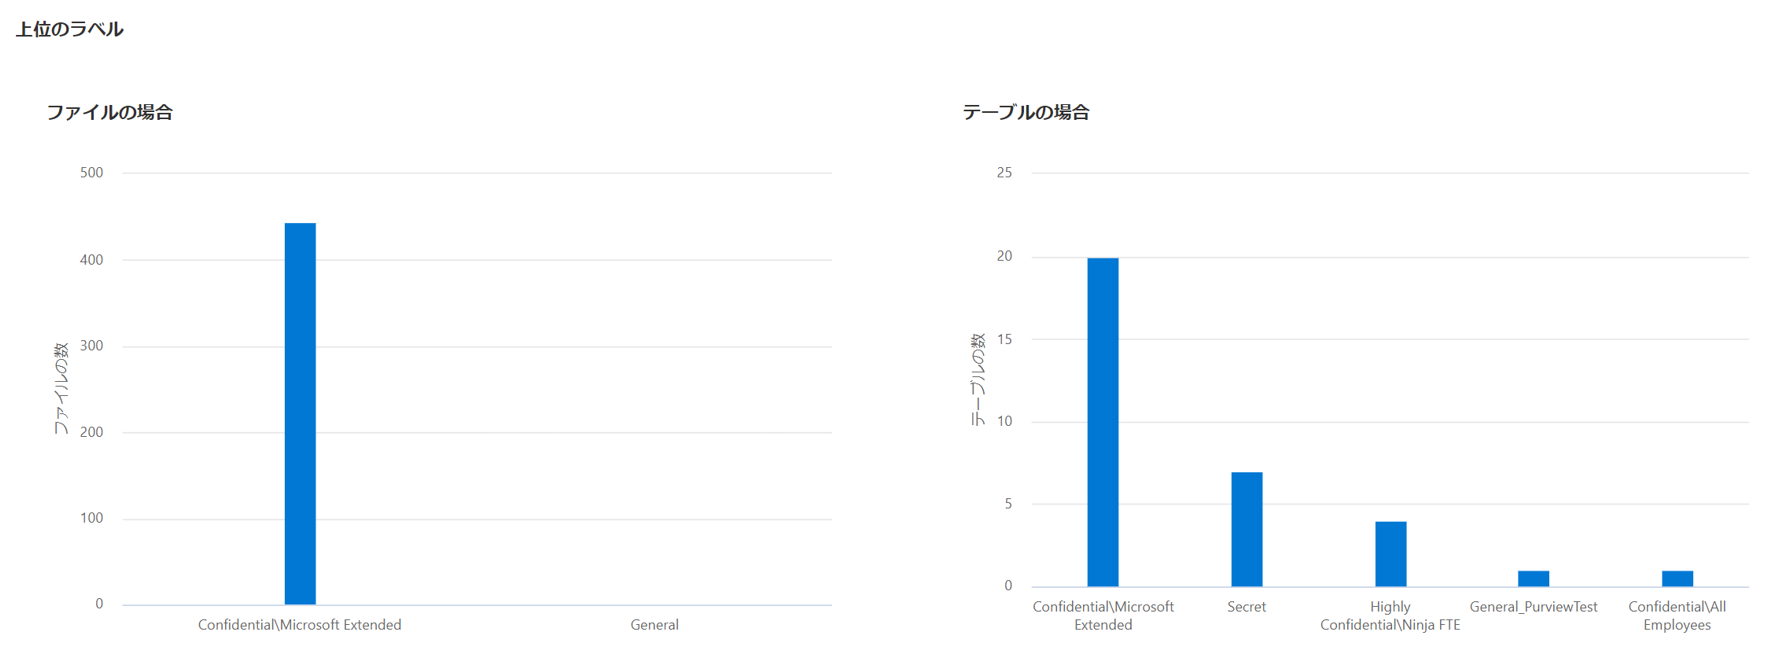 上位のラベル
ファイルの場合
500
400
300
200
100
0
ファイルの数
Confidential\Microsoft Extended
General
テーブルの場合
25
20
15
10
5
0
テーブルの数
Confidential\Microsoft
Extended
Secret
Highly
Confidential\Ninja FTE
General_PurviewTest
Confidential\All
Employees